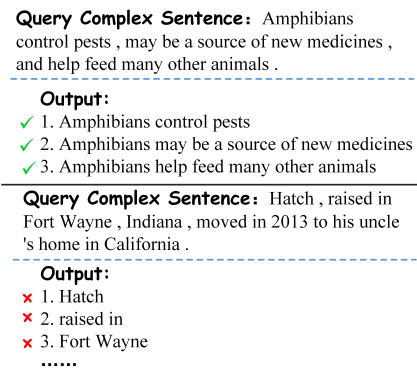 Query Complex Sentence: Amphibians
control pests , may be a source of new medicines ,
and help feed many other animals .
Output:
1. Amphibians control pests
2. Amphibians may be a source of new medicines
3. Amphibians help feed many other animals
Query Complex Sentence: Hatch , raised in
Fort Wayne , Indiana , moved in 2013 to his uncle
's home in California .
Output:
1. Hatch
2. raised in
3. Fort Wayne
......